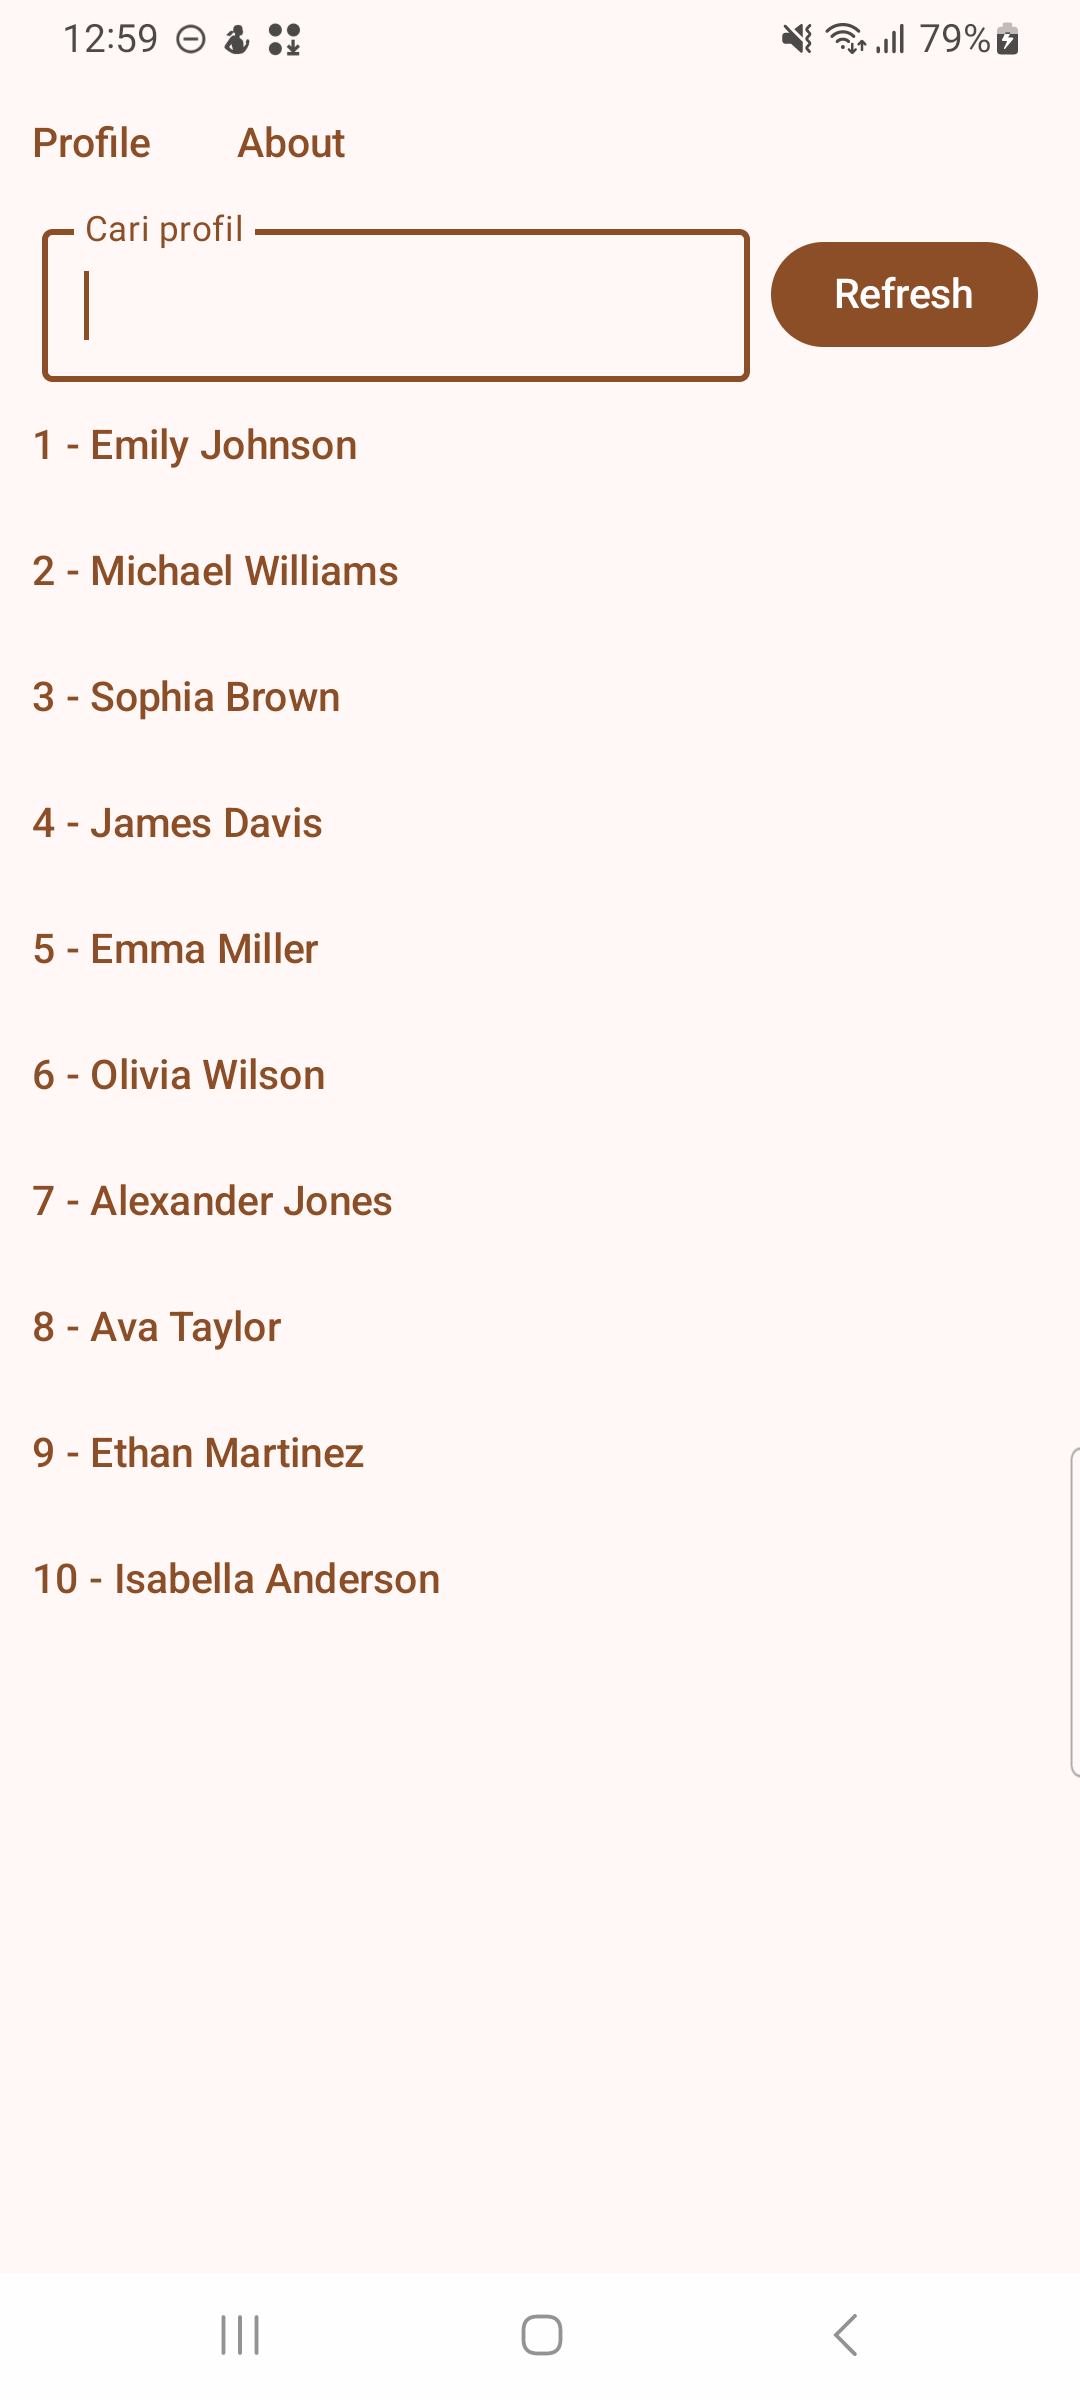 12:59 79%
Profile About
Cari profil
Refresh
1 - Emily Johnson
2 - Michael Williams
3 - Sophia Brown
4 - James Davis
5 - Emma Miller
6 - Olivia Wilson
7 - Alexander Jones
8 - Ava Taylor
9 - Ethan Martinez
10 - Isabella Anderson